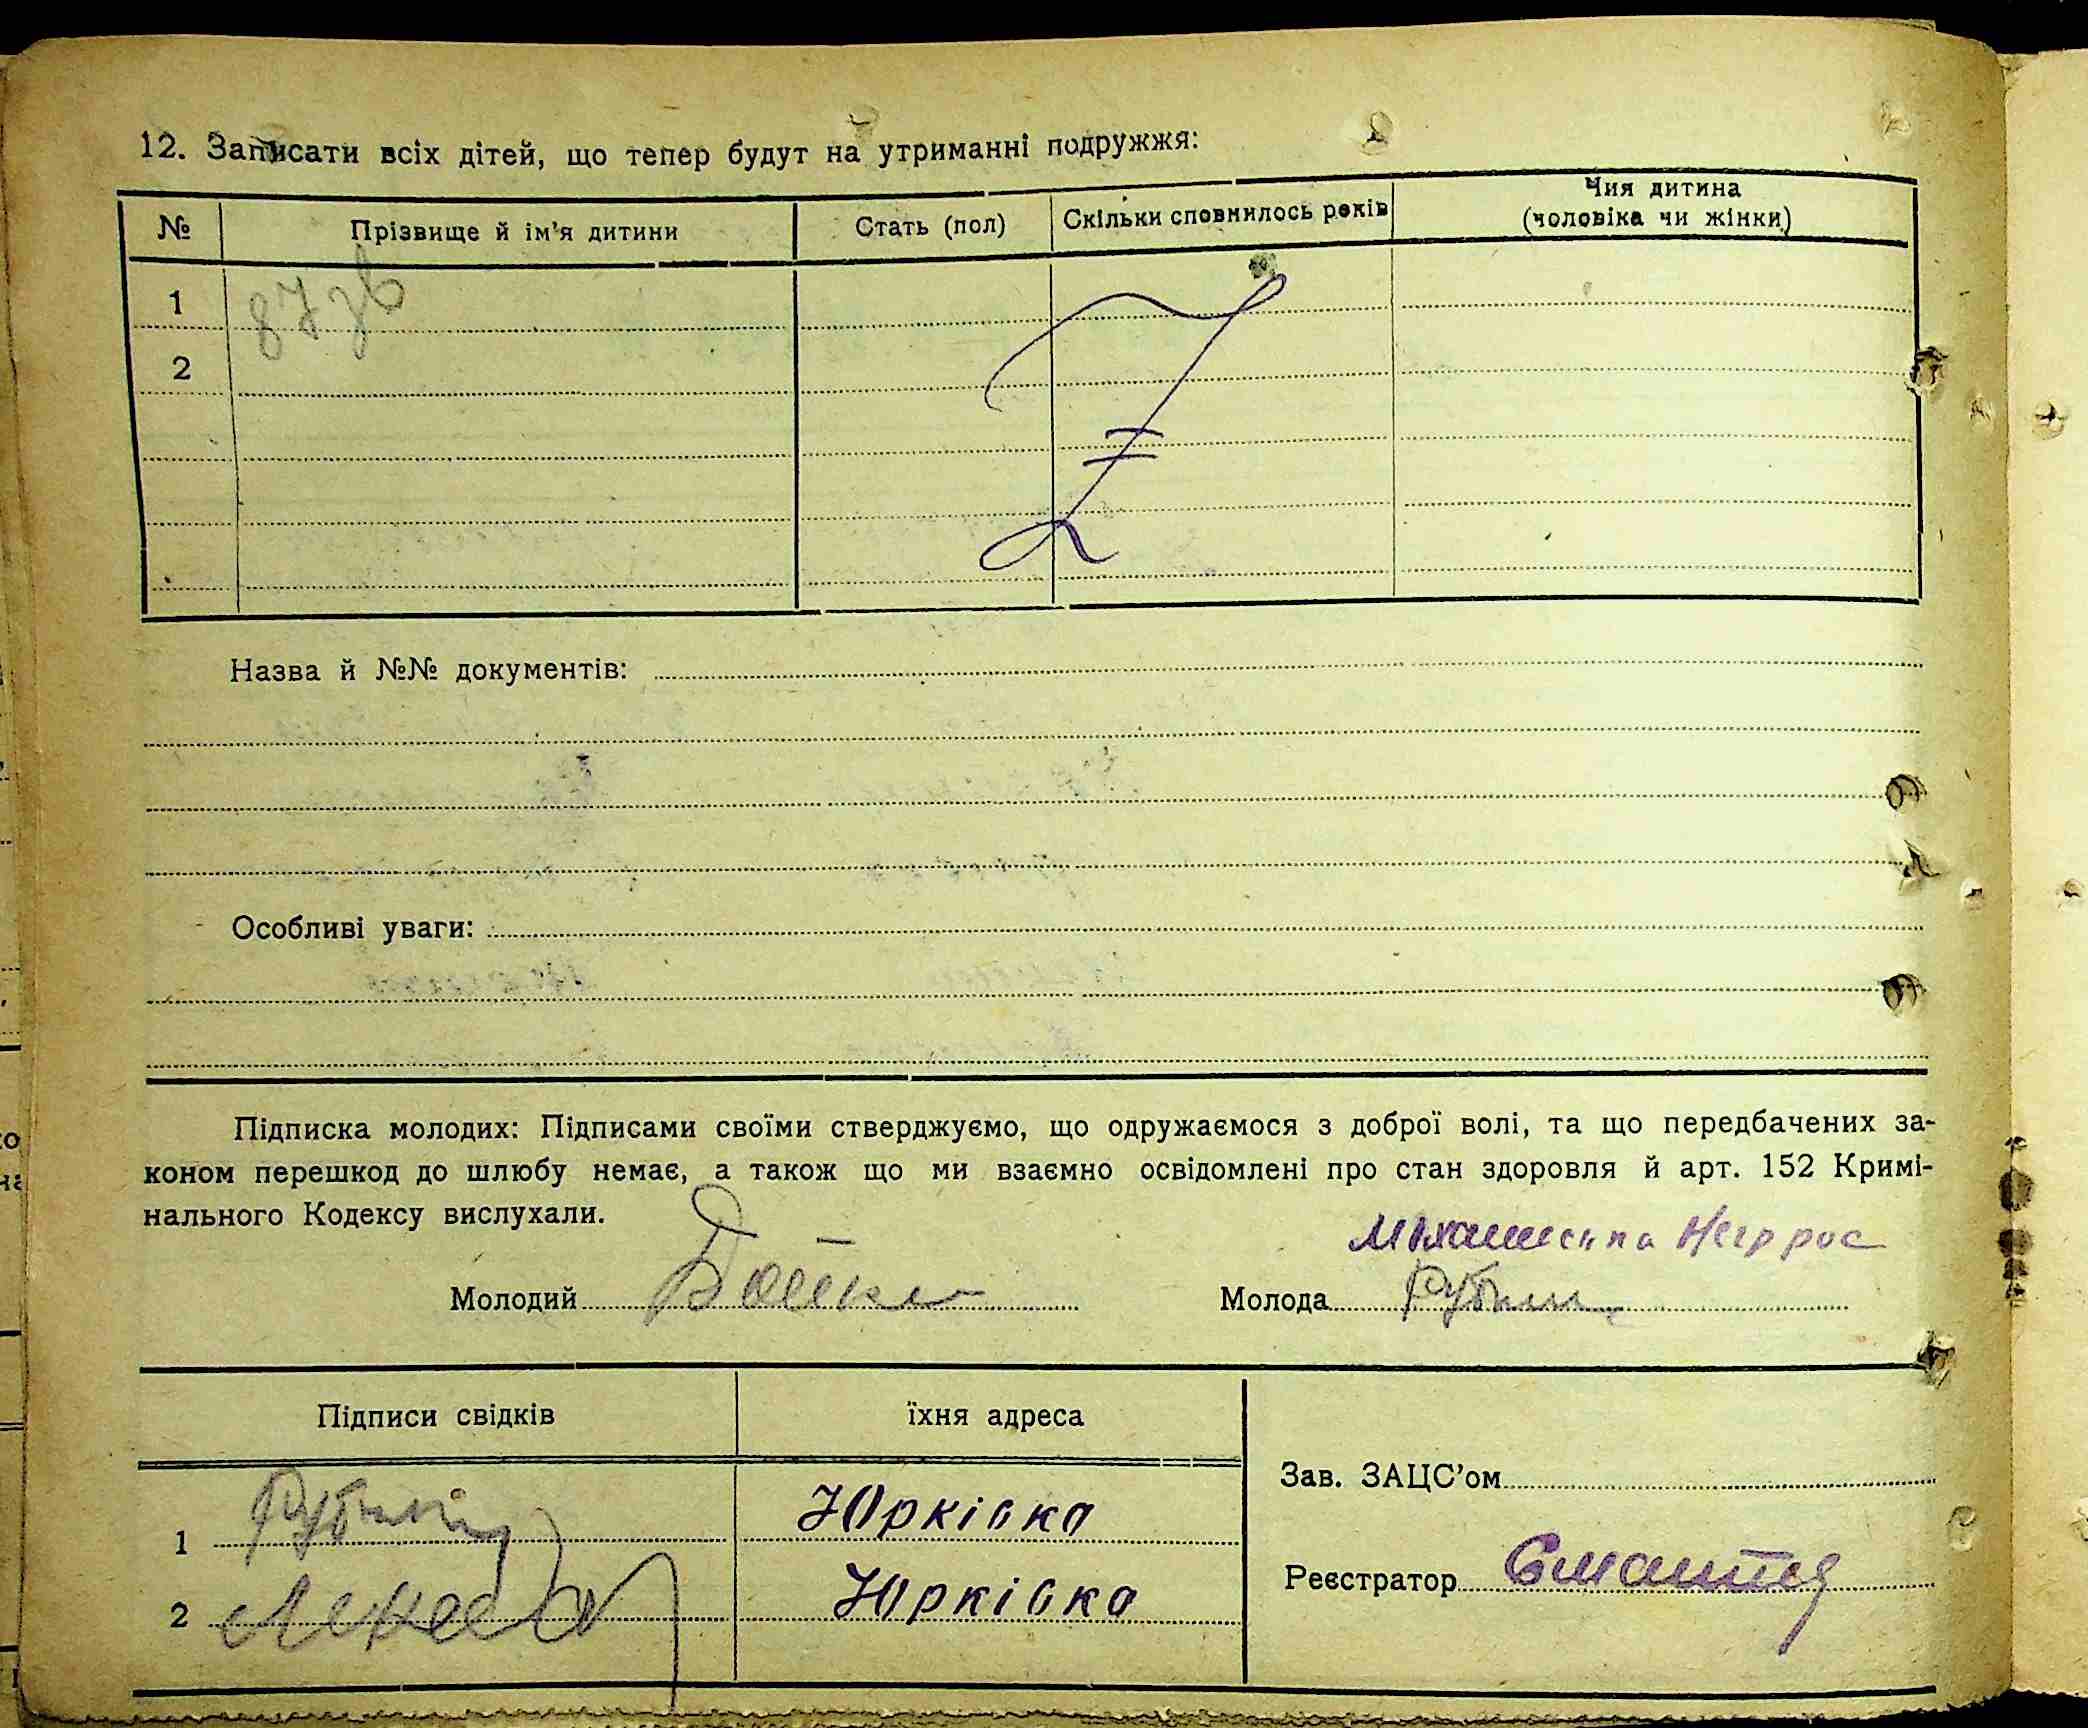 12. Записати всіх дітей, що тепер будут на утриманні подружжя:
№ Прізвище й ім'я дитини Стать (пол) Скільки сповнилось років Чия дитина (чоловіка чи жінки)
1
2
Назва й №№ документів:
Особливі уваги:
Підписка молодих: Підписами своїми стверджуємо, що одружаємося з доброї волі, та що передбачених за-
коном перешкод до шлюбу немає, а також що ми взаємно освідомлені про стан здоровля й арт. 152 Кримі-
нального Кодексу вислухали.
Молодий Молода
Підписи свідків їхня адреса
Зав. ЗАЦС'ом
1 Юрківка
Реєстратор
2 Юрківка